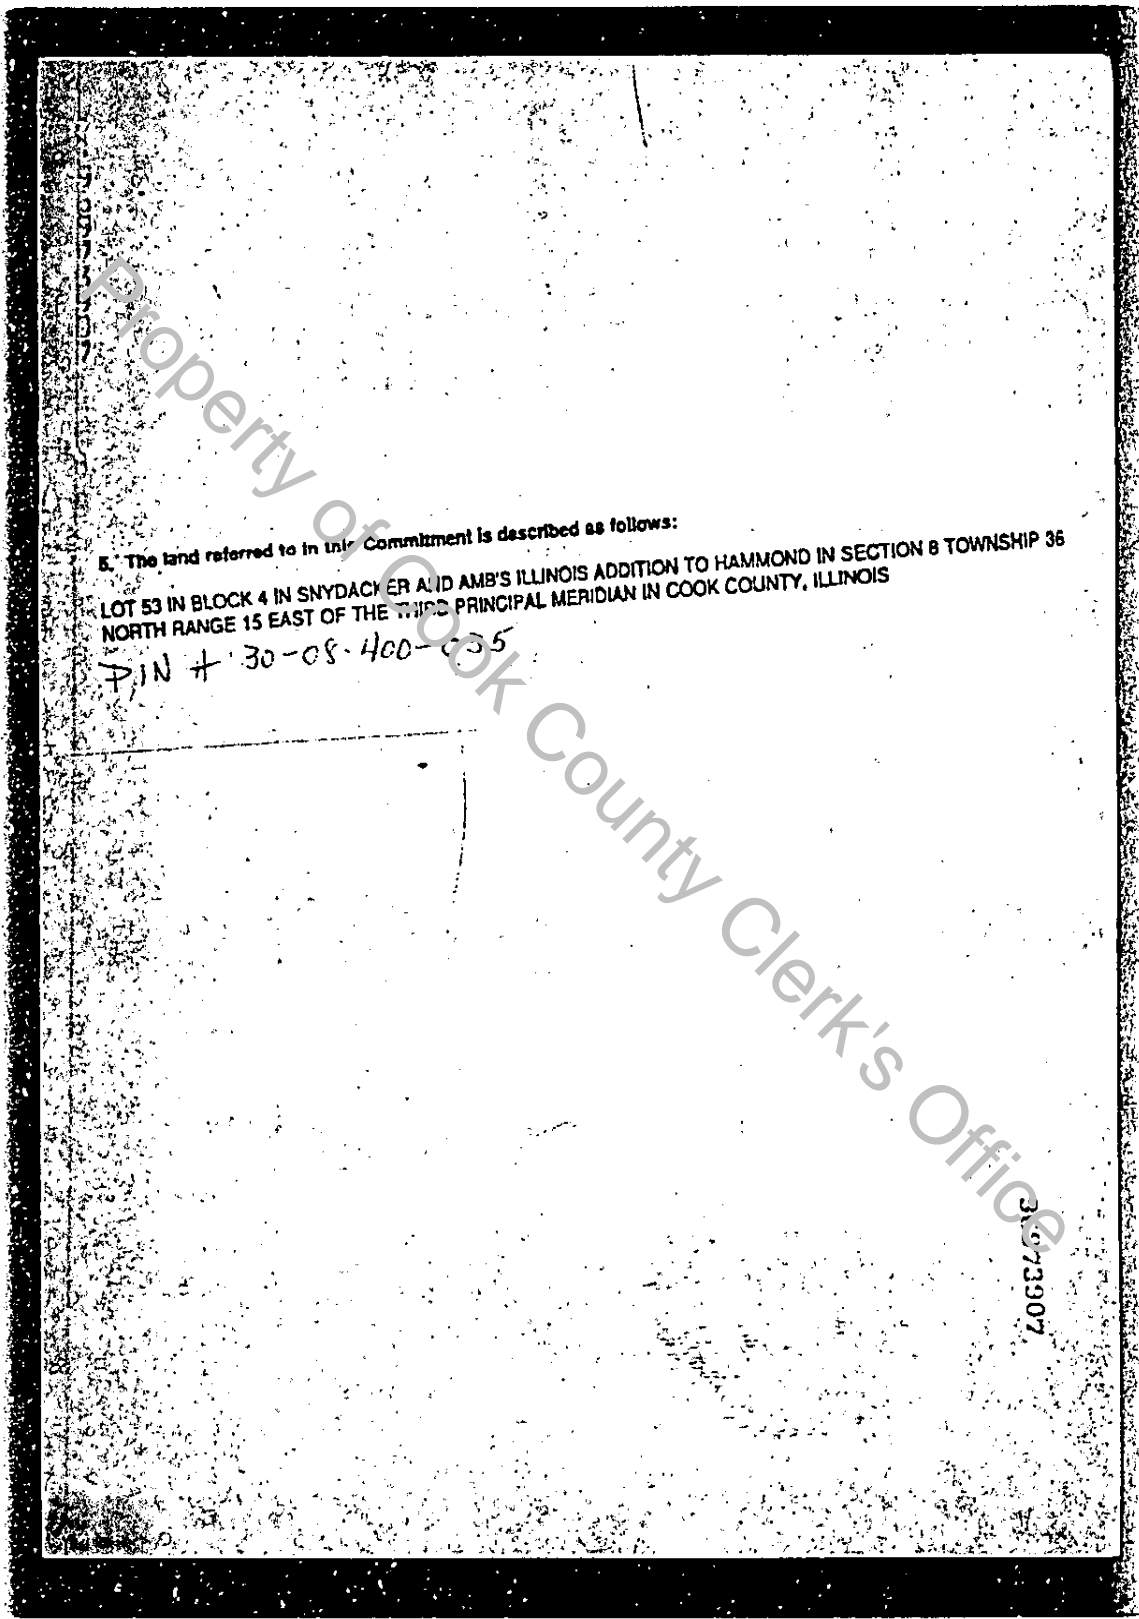 5. The land referred to in this Commitment is described as follows:
LOT 53 IN BLOCK 4 IN SNYDACKER AND AMB'S ILLINOIS ADDITION TO HAMMOND IN SECTION 8 TOWNSHIP 36
NORTH RANGE 15 EAST OF THE THIRD PRINCIPAL MERIDIAN IN COOK COUNTY, ILLINOIS
PIN # 30-08-400-035
Property of Cook County Clerk's Office